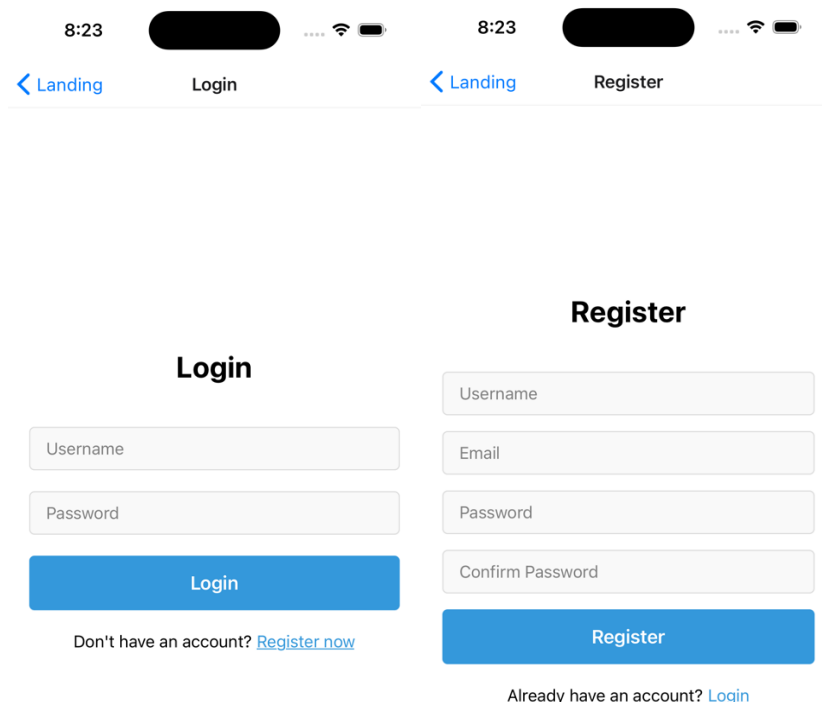 8:23
Landing
Login
Login
Username
Password
Login
Don't have an account? Register now
8:23
Landing
Register
Register
Username
Email
Password
Confirm Password
Register
Already have an account? Login